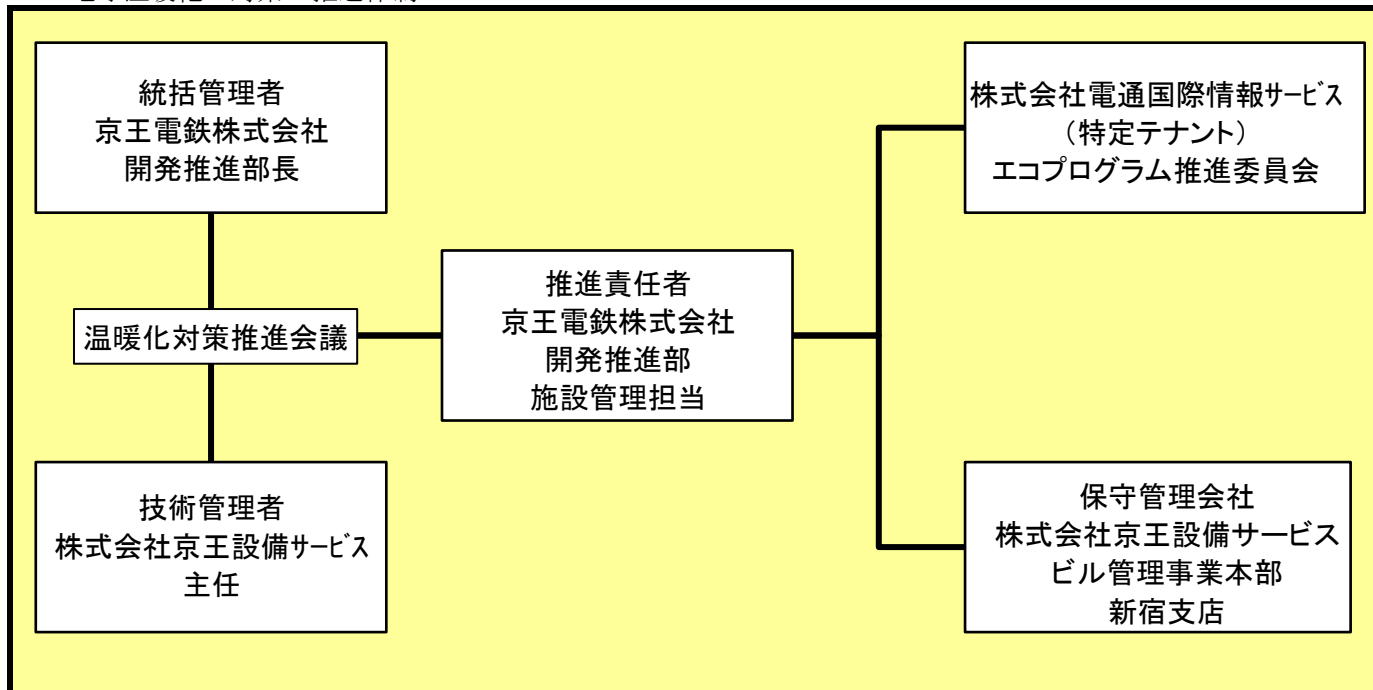 統括管理者
京王電鉄株式会社
開発推進部長
温暖化対策推進会議
技術管理者
株式会社京王設備サービス
主任
推進責任者
京王電鉄株式会社
開発推進部
施設管理担当
株式会社電通国際情報サービス
（特定テナント）
エコプログラム推進委員会
保守管理会社
株式会社京王設備サービス
ビル管理事業本部
新宿支店